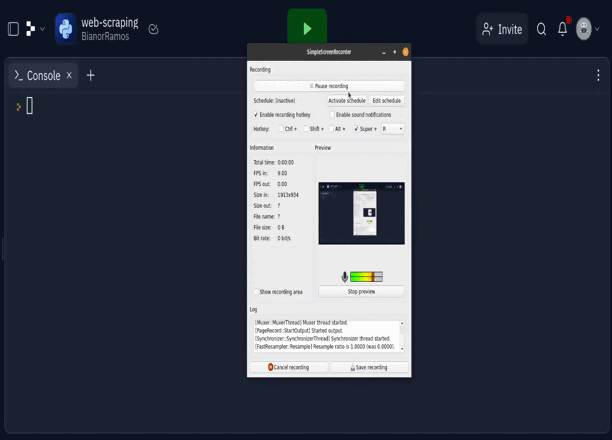 web-scraping
BianorRamos
Invite
Console
SimpleScreenRecorder
Recording
Pause recording
Schedule: (inactive)
Activate schedule
Edit schedule
Enable recording hotkey
Enable sound notifications
Hotkey:
Ctrl +
Shift +
Alt +
Super +
R
Information
Preview
Total time: 0:00:00
FPS in: 9.00
FPS out: 0.00
Size in: 1913x934
Size out: ?
File name: ?
File size: 0 B
Bit rate: 0 bit/s
Show recording area
Stop preview
Log
[Muxer::MuxerThread] Muxer thread started.
[PageRecord::StartOutput] Started output.
[Synchronizer::SynchronizerThread] Synchronizer thread started.
[FastResampler::Resample] Resample ratio is 1.0000 (was 0.0000).
Cancel recording
Save recording